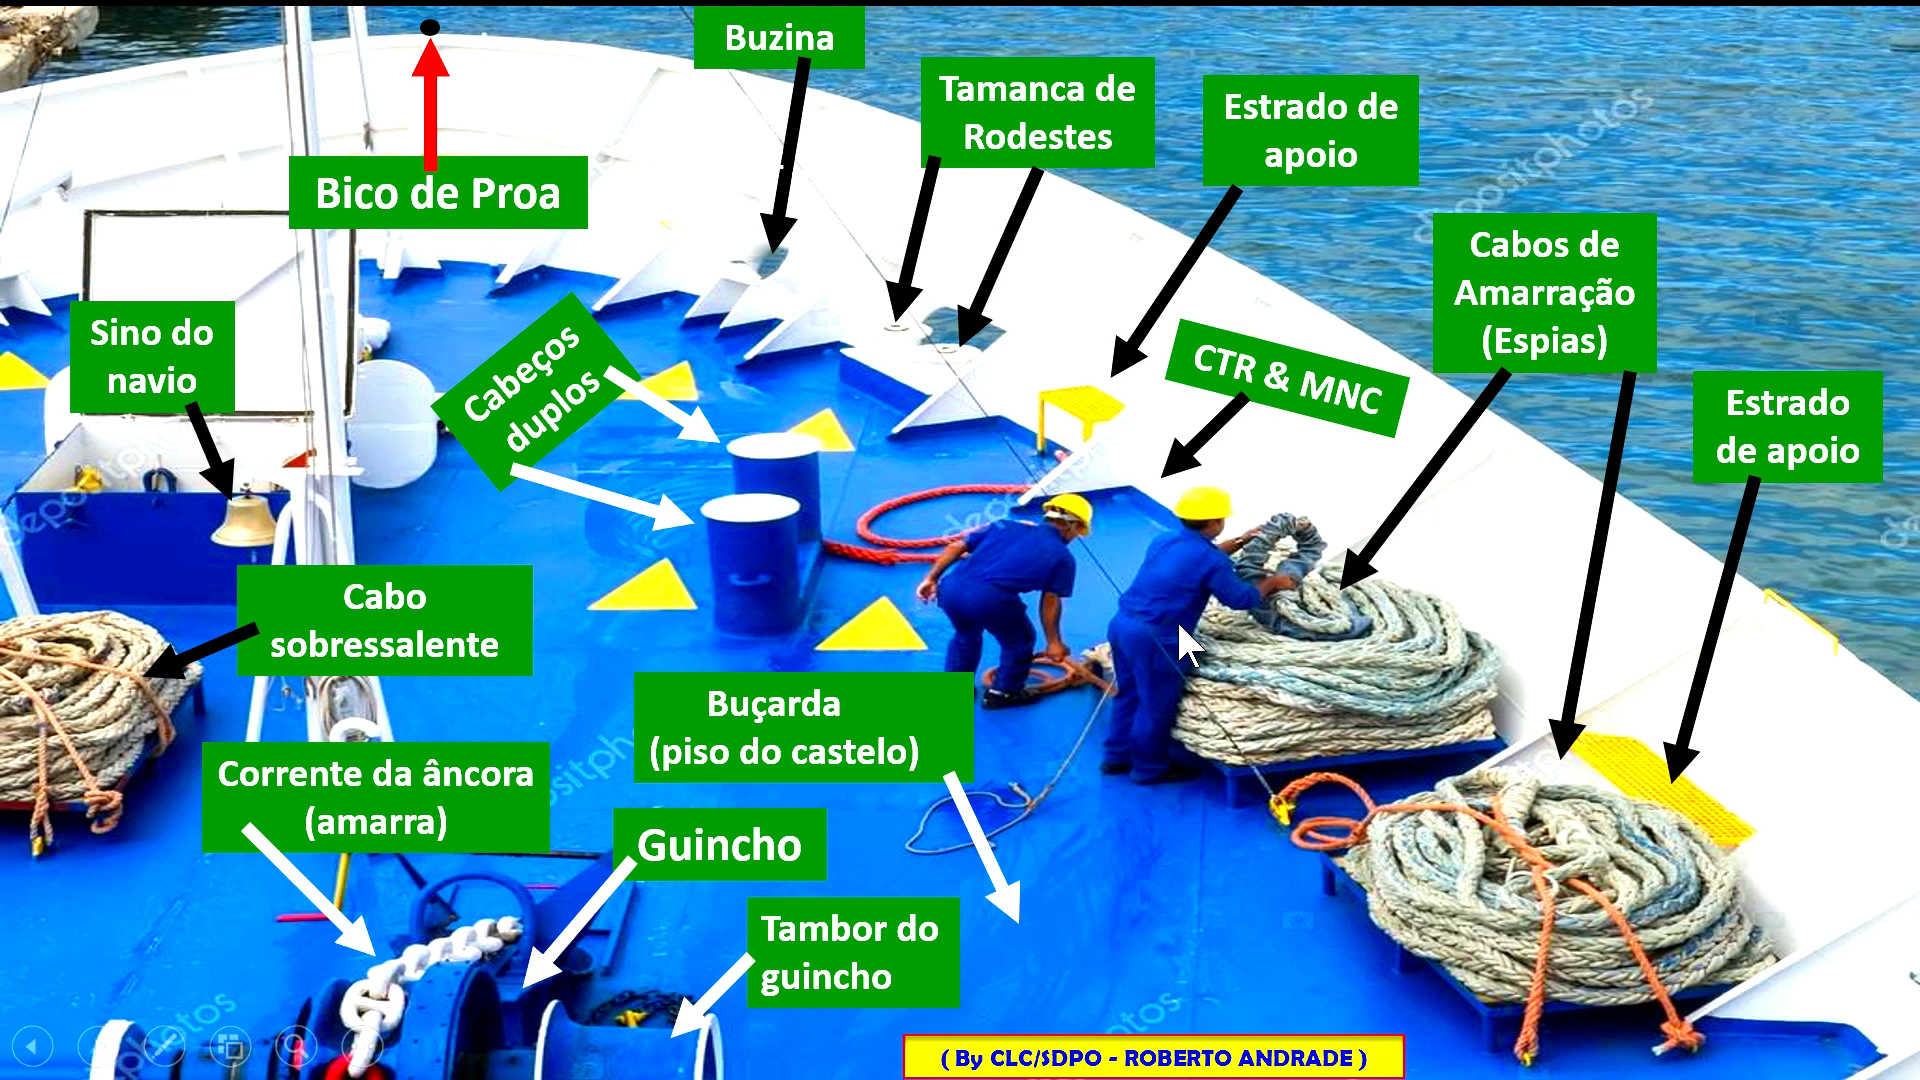 Buzina
Tamanca de
Rodestes
Estrado de
apoio
Bico de Proa
Cabos de
Amarração
(Espias)
Sino do
navio
Cabeços
duplos
CTR & MNC
Estrado
de apoio
Cabo
sobressalente
Buçarda
(piso do castelo)
Corrente da âncora
(amarra)
Guincho
Tambor do
guincho
( By CLC/SDPO - ROBERTO ANDRADE )
depositphotos